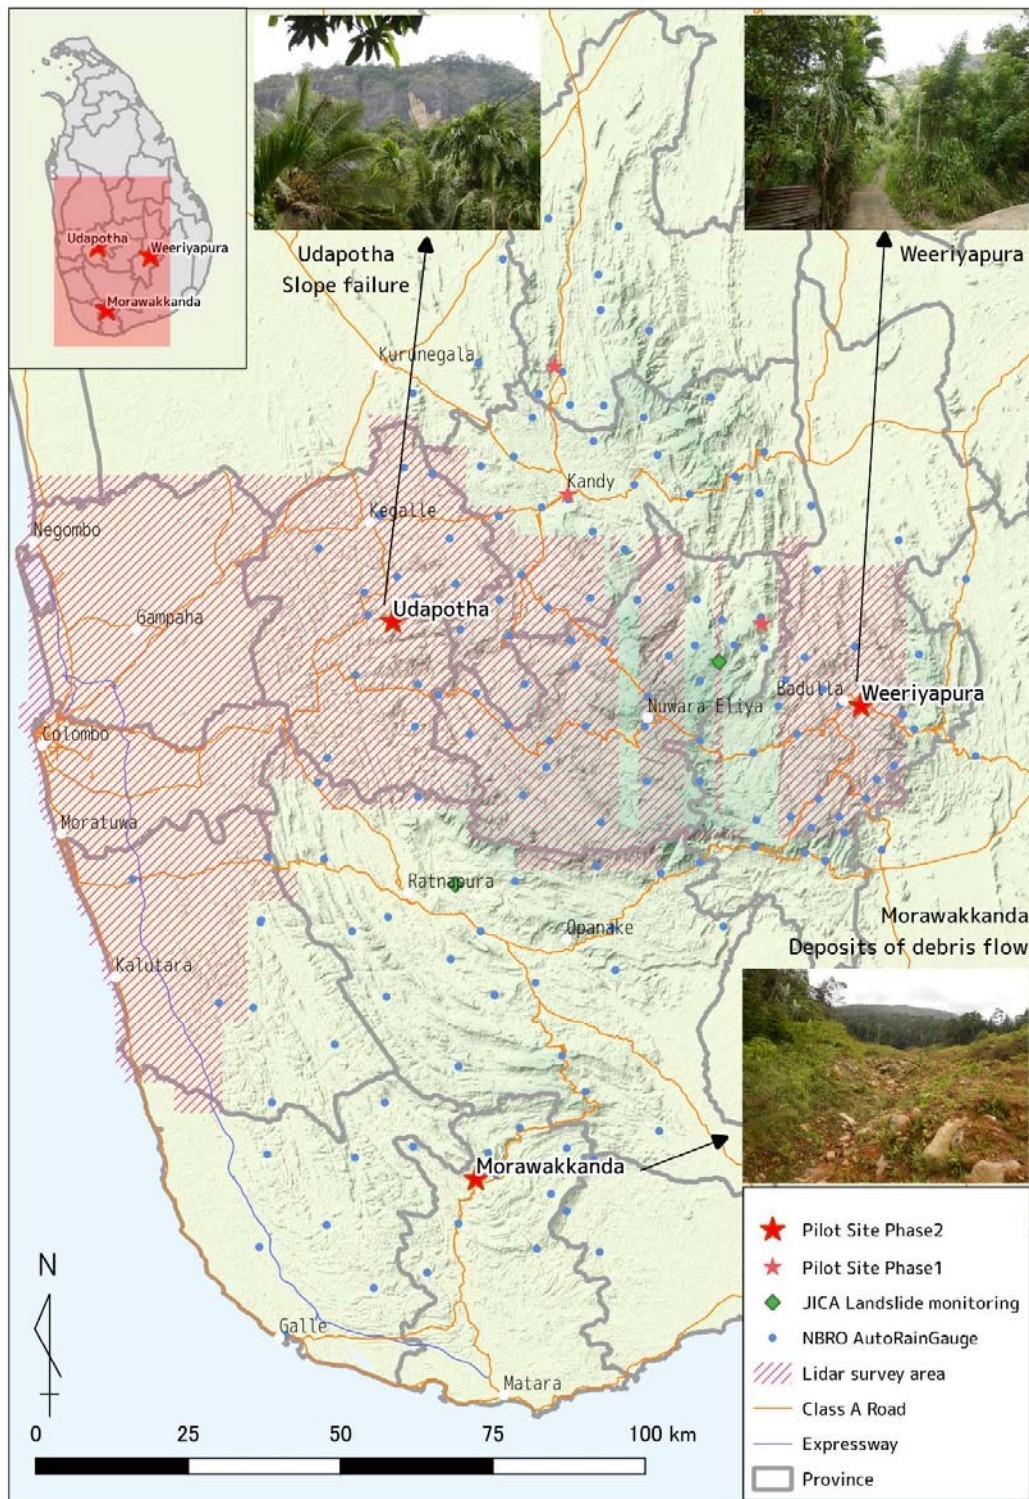 Udapotha
Weeriyapura
Morawakkanda
Udapotha
Slope failure
Weeriyapura
Kurunegala
Kandy
Kegalle
Negombo
Udapotha
Gampaha
Badulla
Weeriyapura
Nuwara Eliya
Colombo
Moratuwa
Ratnapura
Opanake
Morawakkanda
Deposits of debris flow
Kalutara
Morawakkanda
Galle
Matara
N
0 25 50 75 100 km
Pilot Site Phase2
Pilot Site Phase1
JICA Landslide monitoring
NBRO AutoRainGauge
Lidar survey area
Class A Road
Expressway
Province